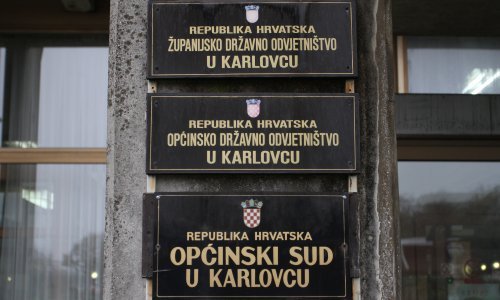 REPUBLIKA HRVATSKA
ŽUPANIJSKO DRŽAVNO ODVJETNIŠTVO
U KARLOVCU
REPUBLIKA HRVATSKA
OPĆINSKO DRŽAVNO ODVJETNIŠTVO
U KARLOVCU
REPUBLIKA HRVATSKA
OPĆINSKI SUD
U KARLOVCU